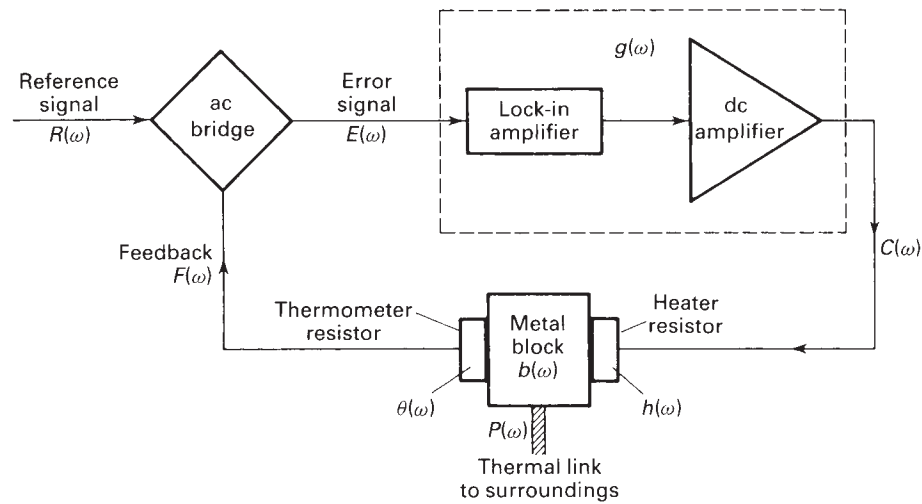 Reference
signal
R(ω)
ac
bridge
Error
signal
E(ω)
g(ω)
Lock-in
amplifier
dc
amplifier
C(ω)
Feedback
F(ω)
Thermometer
resistor
θ(ω)
Metal
block
b(ω)
Heater
resistor
h(ω)
P(ω)
Thermal link
to surroundings